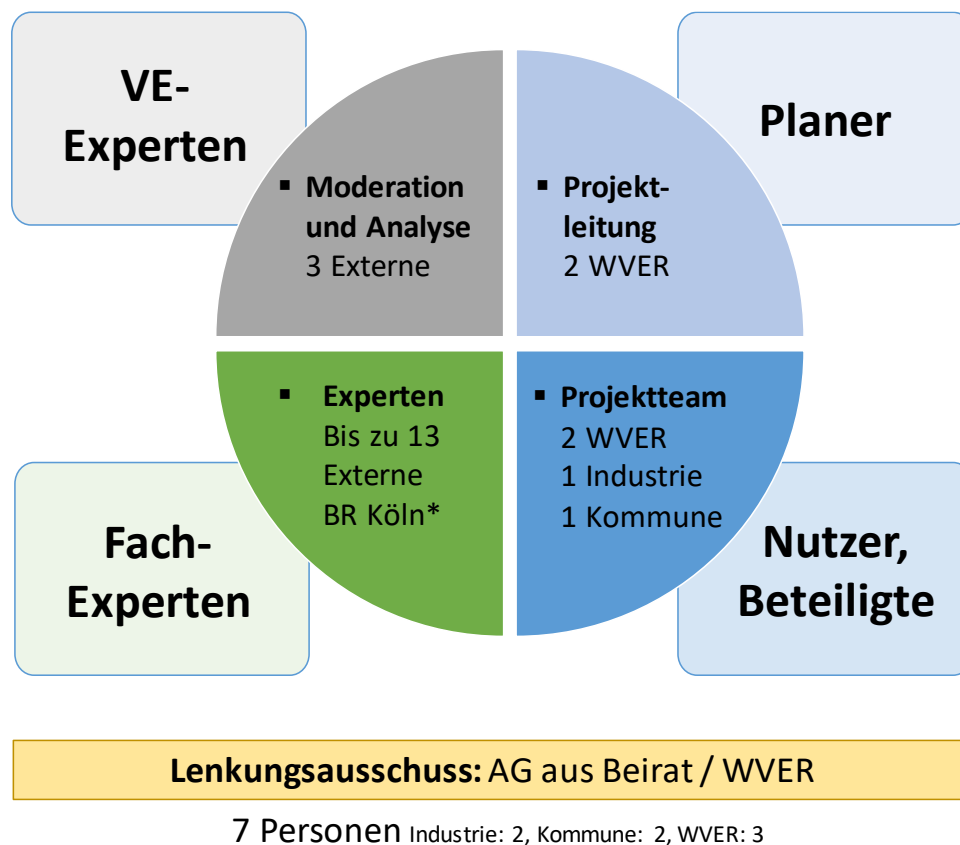 VE-
Experten
Planer
▪ Moderation
und Analyse
3 Externe
▪ Projekt-
leitung
2 WVER
▪ Experten
Bis zu 13
Externe
BR Köln*
▪ Projektteam
2 WVER
1 Industrie
1 Kommune
Fach-
Experten
Nutzer,
Beteiligte
Lenkungsausschuss: AG aus Beirat / WVER
7 Personen Industrie: 2, Kommune: 2, WVER: 3